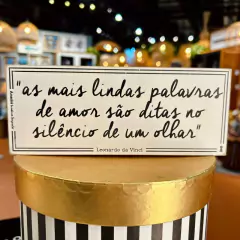 "as mais lindas palavras
de amor são ditas no
silêncio de um olhar"
Leonardo da Vinci